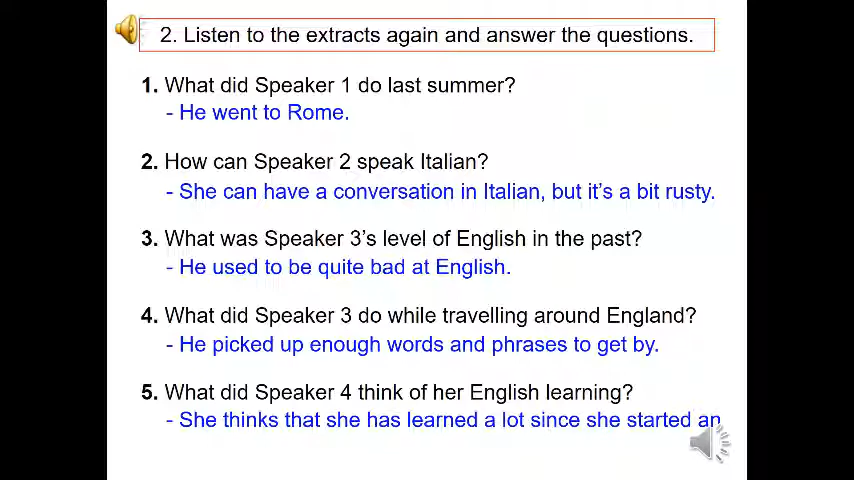 2. Listen to the extracts again and answer the questions.
1. What did Speaker 1 do last summer?
- He went to Rome.
2. How can Speaker 2 speak Italian?
- She can have a conversation in Italian, but it’s a bit rusty.
3. What was Speaker 3’s level of English in the past?
- He used to be quite bad at English.
4. What did Speaker 3 do while travelling around England?
- He picked up enough words and phrases to get by.
5. What did Speaker 4 think of her English learning?
- She thinks that she has learned a lot since she started an